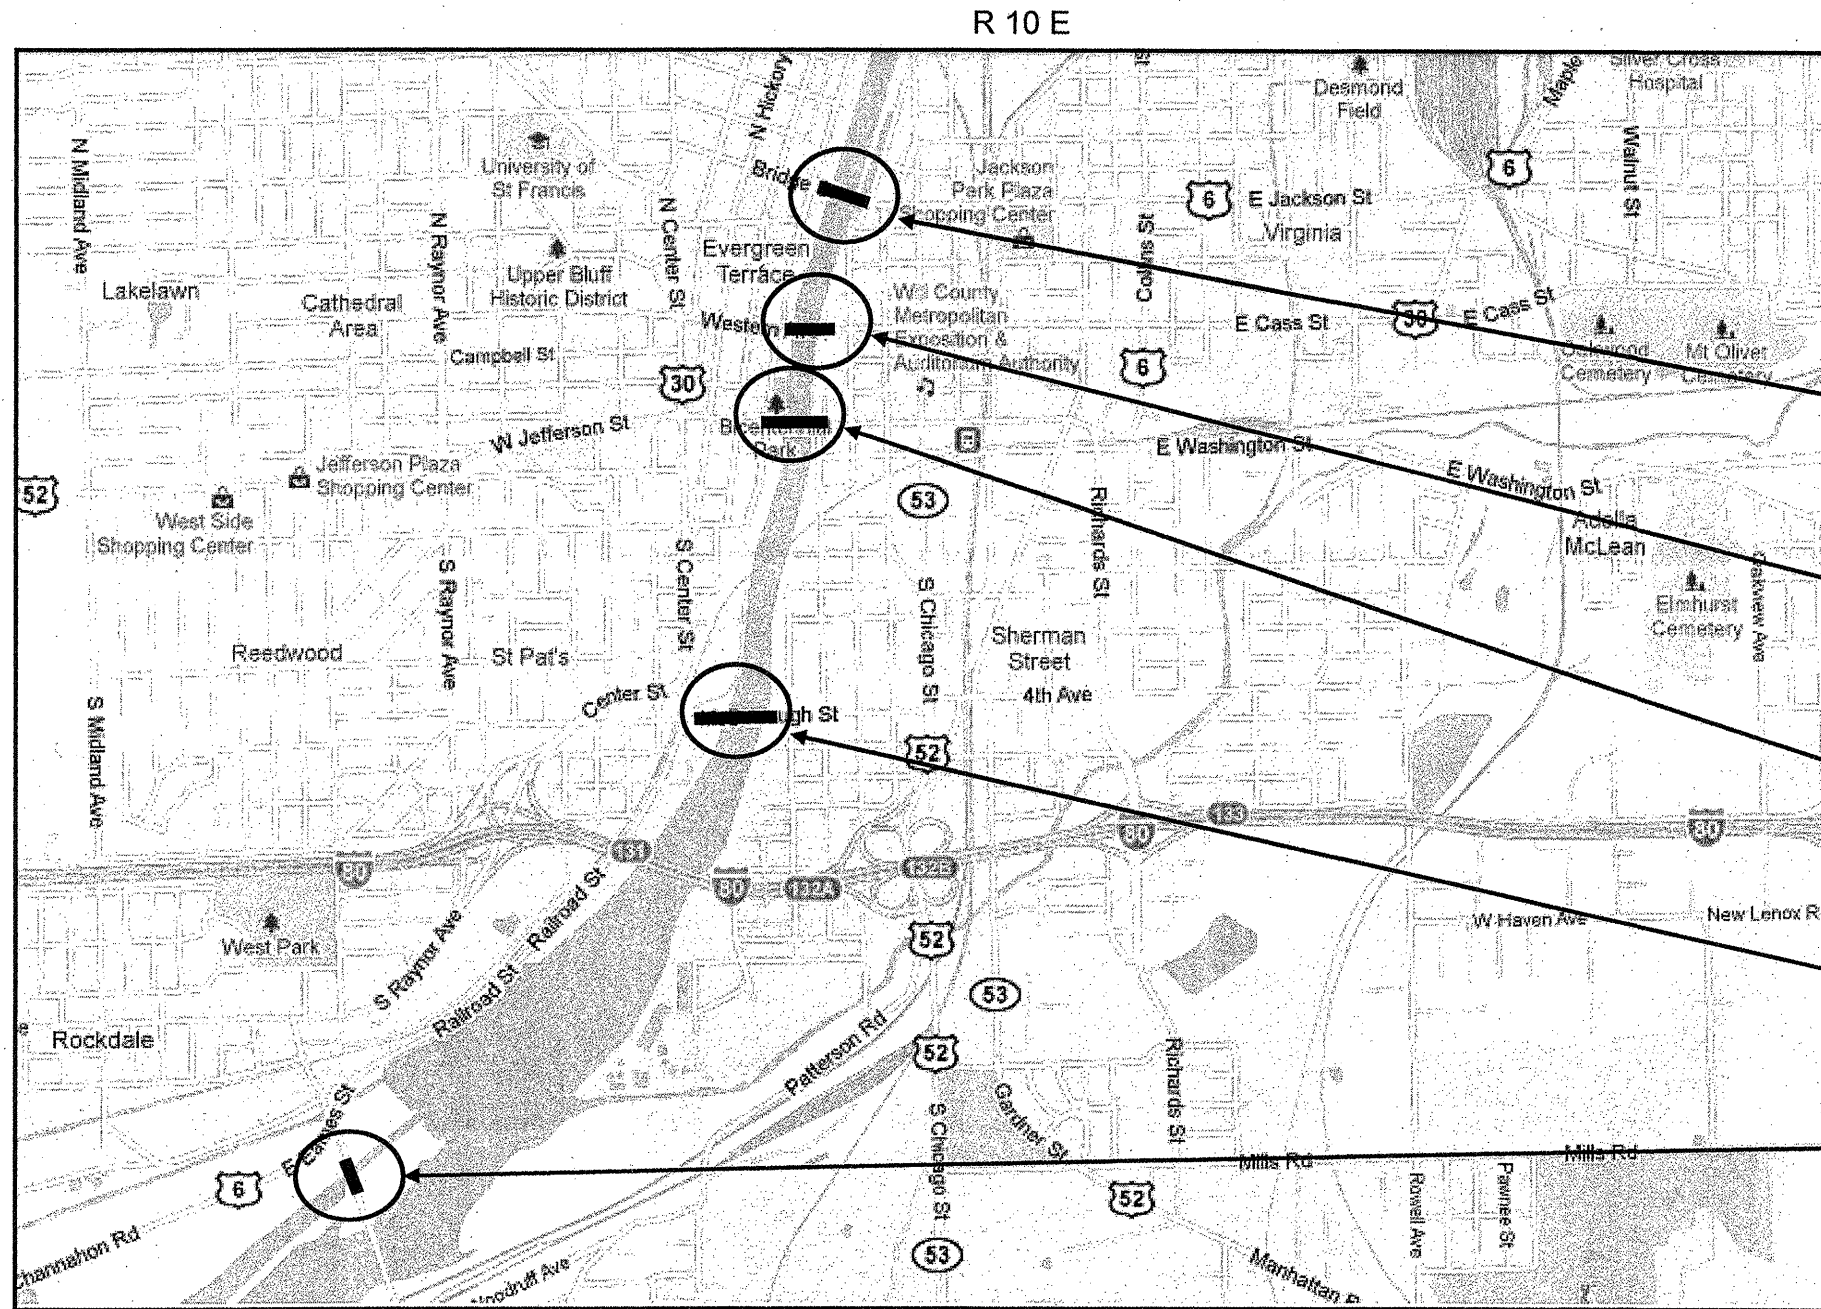 R 10 E
N Hickory
Desmond
Field
Maple
Silver Cross
Hospital
N Midland Ave
University of
St Francis
Bridge
Jackson
Park Plaza
Shopping Center
6
E Jackson St
6
Walnut St
Virginia
N Raynor Ave
N Center St
Evergreen
Terrace
Upper Bluff
Historic District
Collins St
Lakelawn
Cathedral
Area
Western
Will County
Metropolitan
Exposition &
Auditorium Authority
E Cass St
30
E Cass St
Campbell St
30
6
Oakwood
Cemetery
Mt Olivet
Cemetery
W Jefferson St
Bicentennial
Park
E Washington St
E Washington St
52
Jefferson Plaza
Shopping Center
West Side
Shopping Center
53
Richards St
Adella
McLean
S Center St
S Raynor Ave
S Chicago St
Elmhurst
Cemetery
Oakview Ave
Reedwood
St Pat's
Sherman
Street
4th Ave
Center St
ugh St
S Midland Ave
52
133
80
80
131
80
80
132A
132B
West Park
S Raynor Ave
Railroad St
Railroad St
52
W Haven Ave
New Lenox R
53
Rockdale
Patterson Rd
52
Richards St
Gardner St
S Chicago St
E Eames St
6
Mills Rd
Mills Rd
52
Rowell Ave
Pawnee St
Channahon Rd
Woodruff Ave
53
Manhattan R